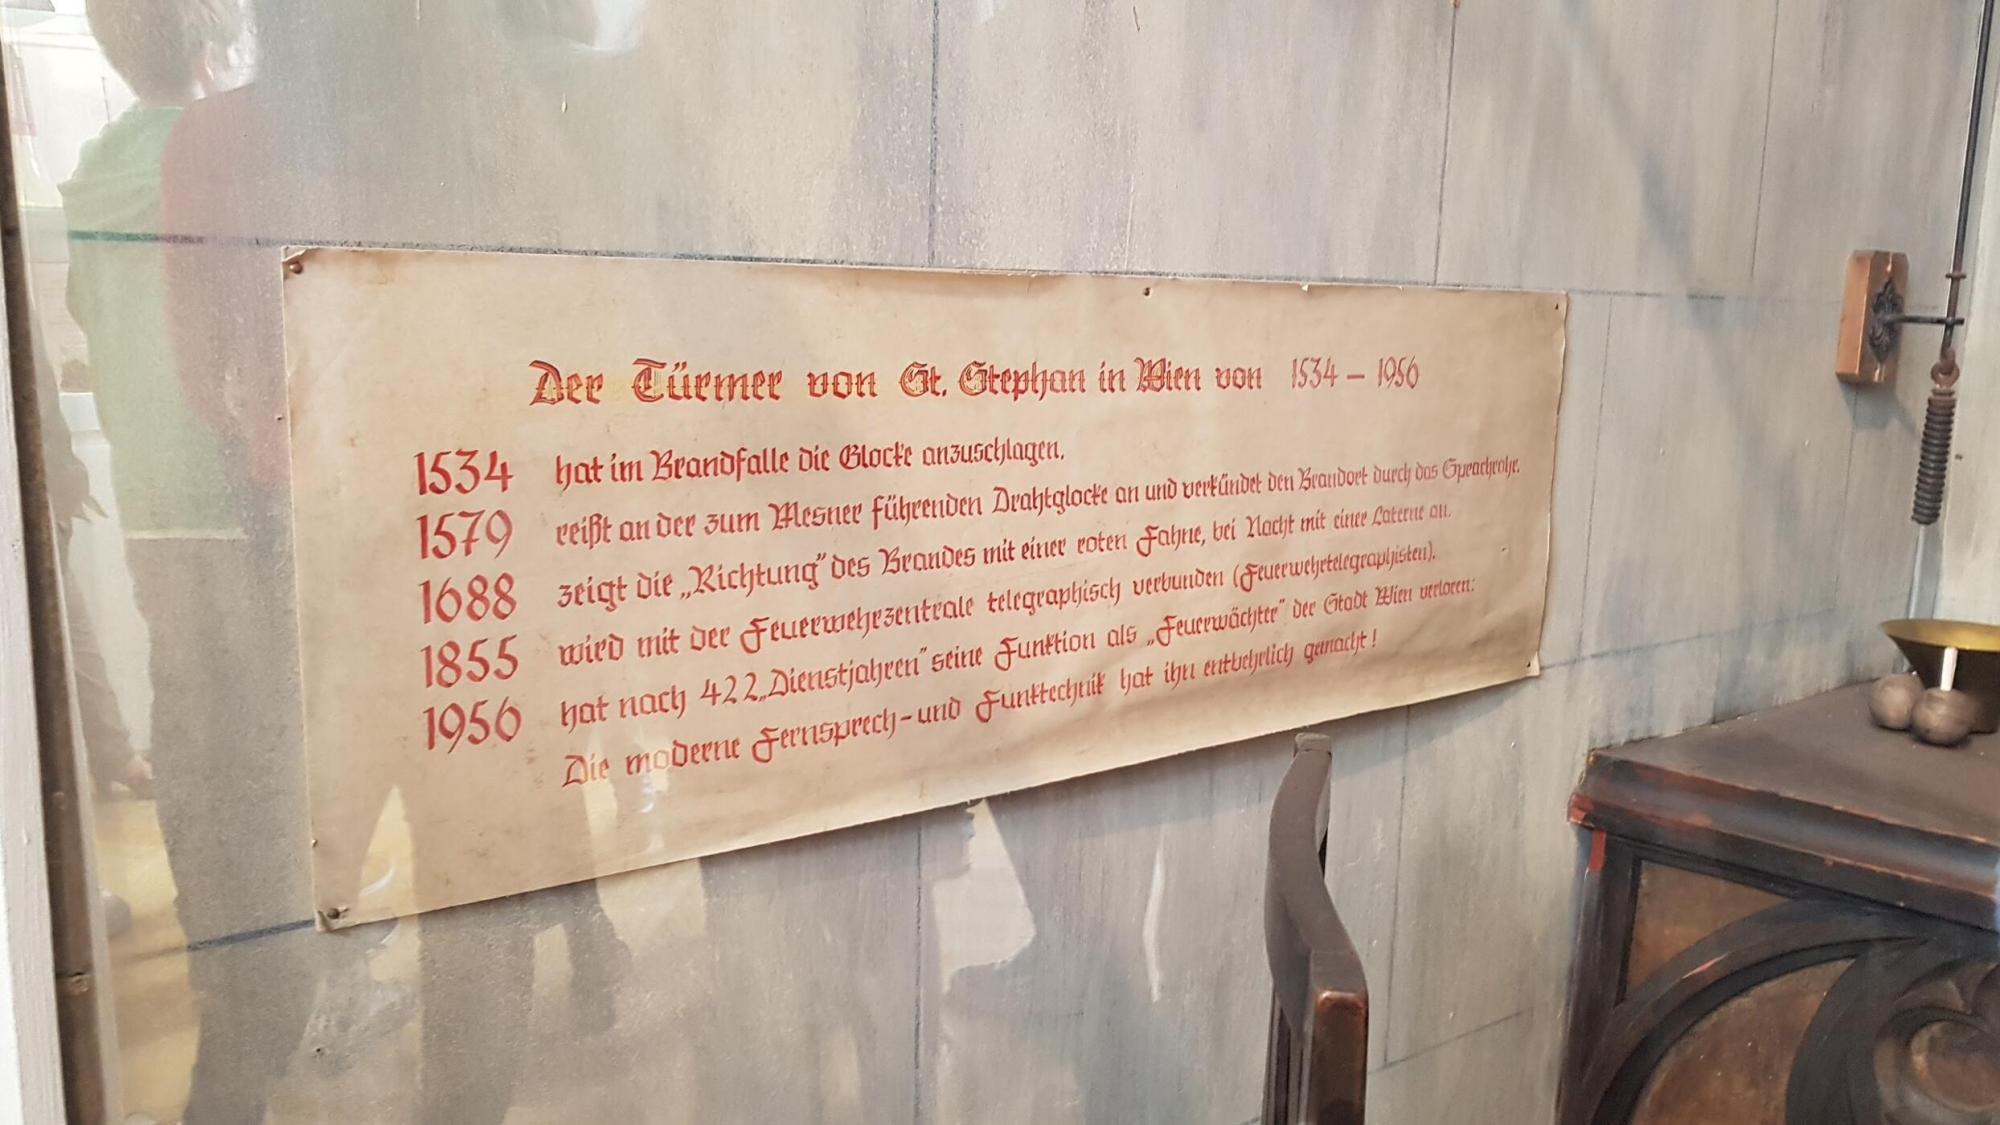 Der Türmer von St. Stephan in Wien von 1534 – 1956
1534 hat im Brandfalle die Glocke anzuschlagen.
1579 reißt an der zum Mesner führenden Drahtglocke an und verkündet den Brandort durch das Sprachrohr.
1688 zeigt die „Richtung” des Brandes mit einer roten Fahne, bei Nacht mit einer Laterne an.
1855 wird mit der Feuerwehrzentrale telegraphisch verbunden (Feuerwehrtelegraphisten).
1956 hat nach 422 „Dienstjahren” seine Funktion als „Feuerwächter” der Stadt Wien verloren:
Die moderne Fernsprech- und Funktechnik hat ihn entbehrlich gemacht!